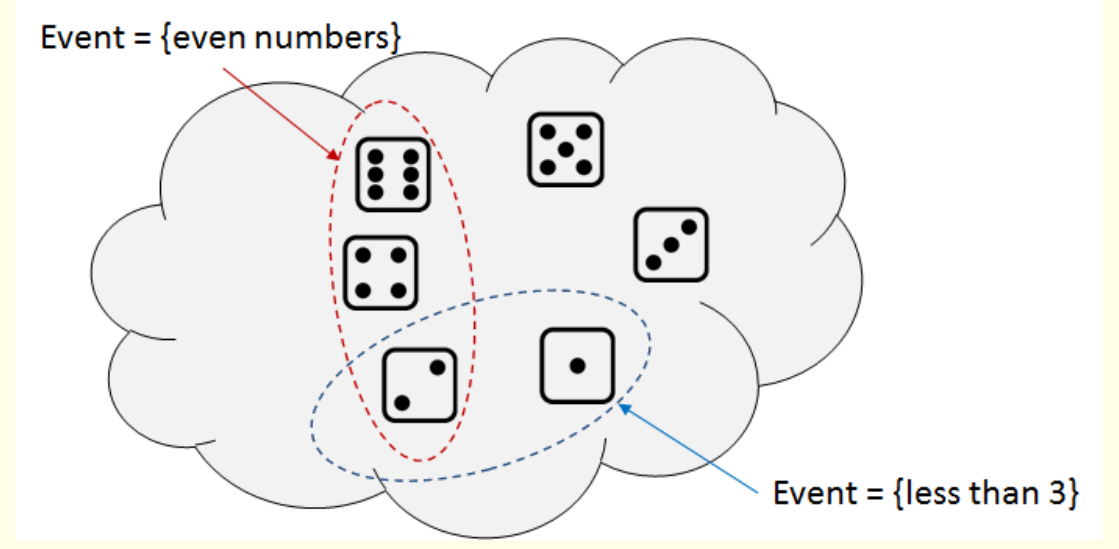 Event = {even numbers}
Event = {less than 3}